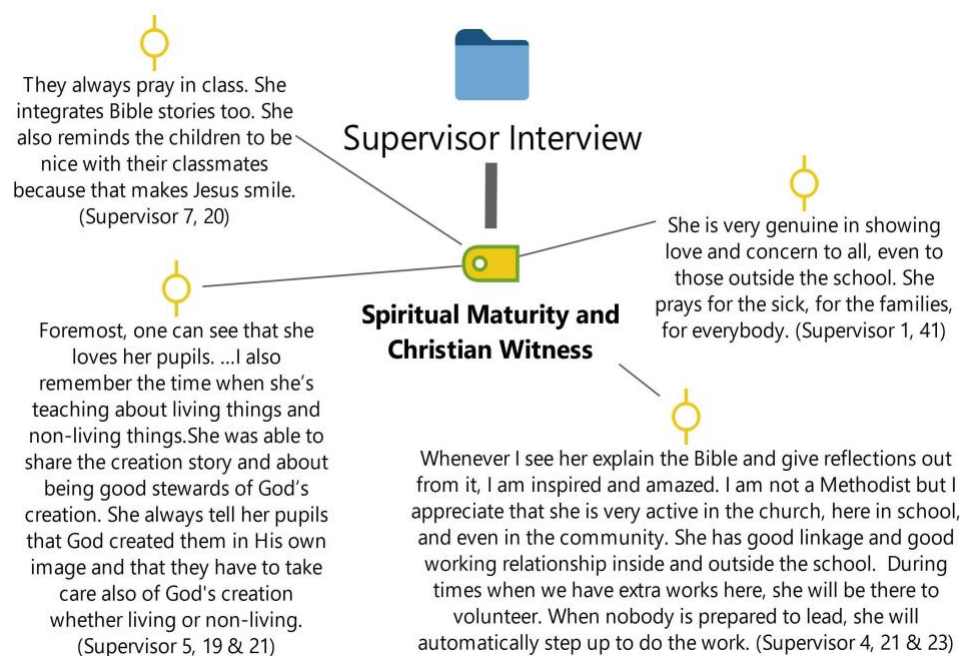 They always pray in class. She
integrates Bible stories too. She
also reminds the children to be
nice with their classmates
because that makes Jesus smile.
(Supervisor 7, 20)
Supervisor Interview
She is very genuine in showing
love and concern to all, even to
those outside the school. She
prays for the sick, for the families,
for everybody. (Supervisor 1, 41)
Spiritual Maturity and
Christian Witness
Foremost, one can see that she
loves her pupils. ...I also
remember the time when she's
teaching about living things and
non-living things.She was able to
share the creation story and about
being good stewards of God's
creation. She always tell her pupils
that God created them in His own
image and that they have to take
care also of God's creation
whether living or non-living.
(Supervisor 5, 19 & 21)
Whenever I see her explain the Bible and give reflections out
from it, I am inspired and amazed. I am not a Methodist but I
appreciate that she is very active in the church, here in school,
and even in the community. She has good linkage and good
working relationship inside and outside the school.  During
times when we have extra works here, she will be there to
volunteer. When nobody is prepared to lead, she will
automatically step up to do the work. (Supervisor 4, 21 & 23)